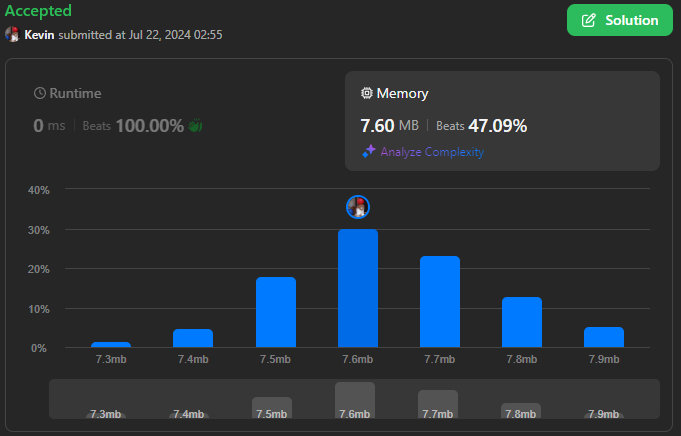 Accepted
Kevin submitted at Jul 22, 2024 02:55
Solution
Runtime
0 ms Beats 100.00%
Memory
7.60 MB Beats 47.09%
Analyze Complexity
40%
30%
20%
10%
0%
7.3mb 7.4mb 7.5mb 7.6mb 7.7mb 7.8mb 7.9mb
7.3mb 7.4mb 7.5mb 7.6mb 7.7mb 7.8mb 7.9mb